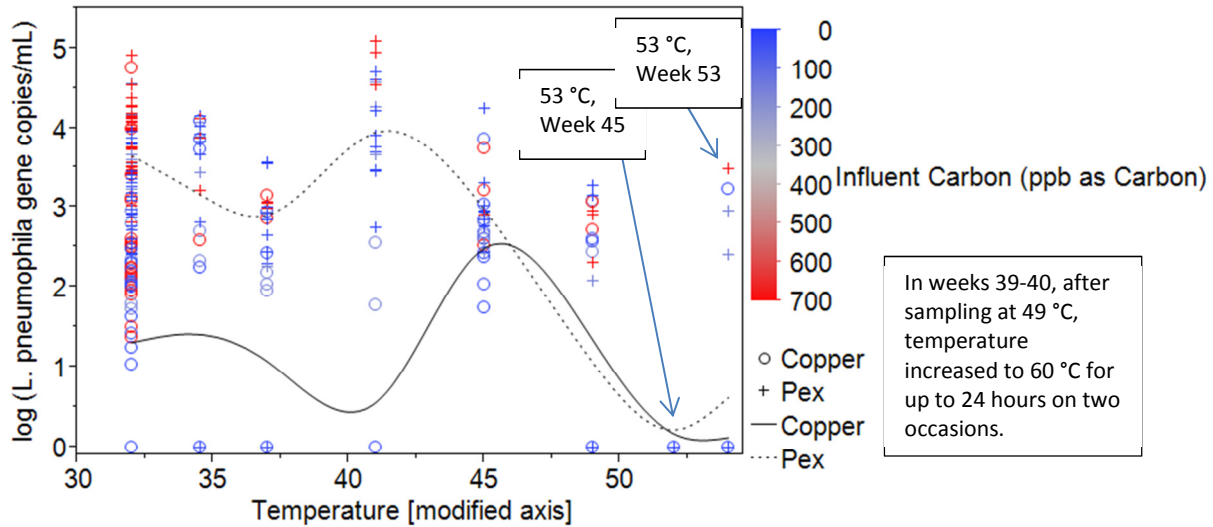 log (L. pneumophila gene copies/mL)
5
4
3
2
1
0
30
35
40
45
50
Temperature [modified axis]
53 °C,
Week 45
53 °C,
Week 53
0
100
200
300
400
500
600
700
Influent Carbon (ppb as Carbon)
Copper
Pex
Copper
Pex
In weeks 39-40, after
sampling at 49 °C,
temperature
increased to 60 °C for
up to 24 hours on two
occasions.